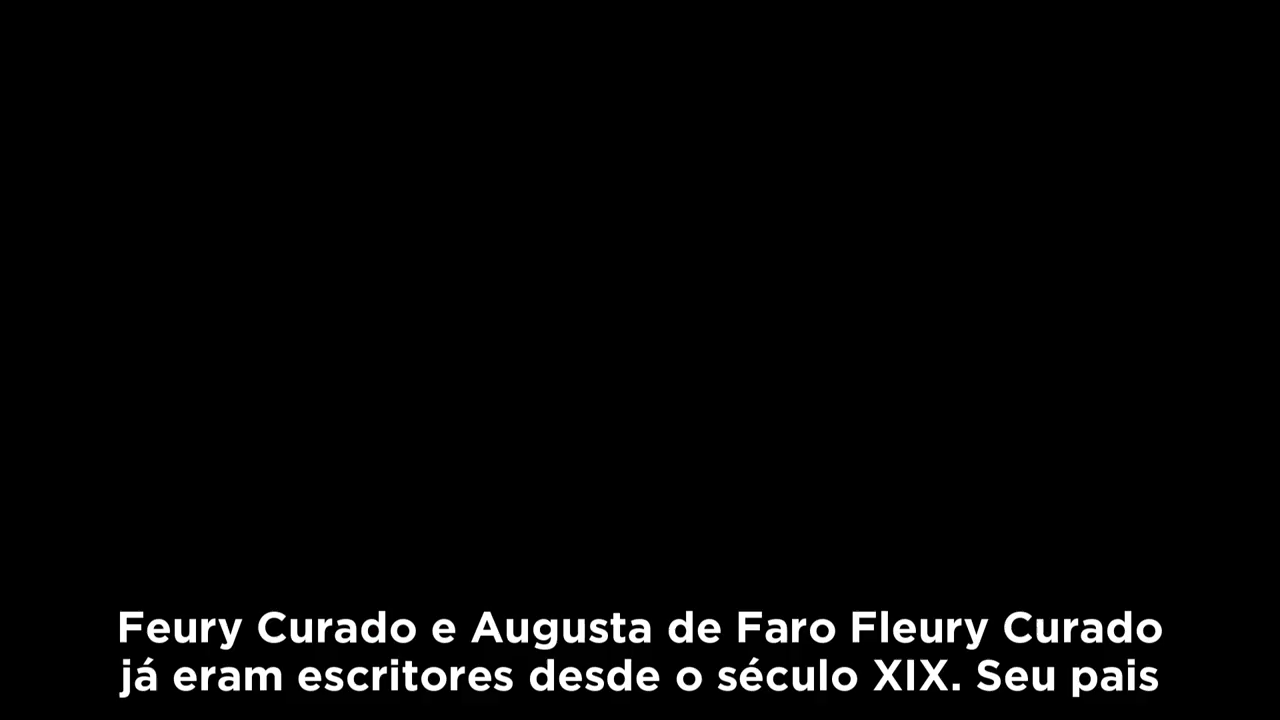 Feury Curado e Augusta de Faro Fleury Curado
já eram escritores desde o século XIX. Seu pais